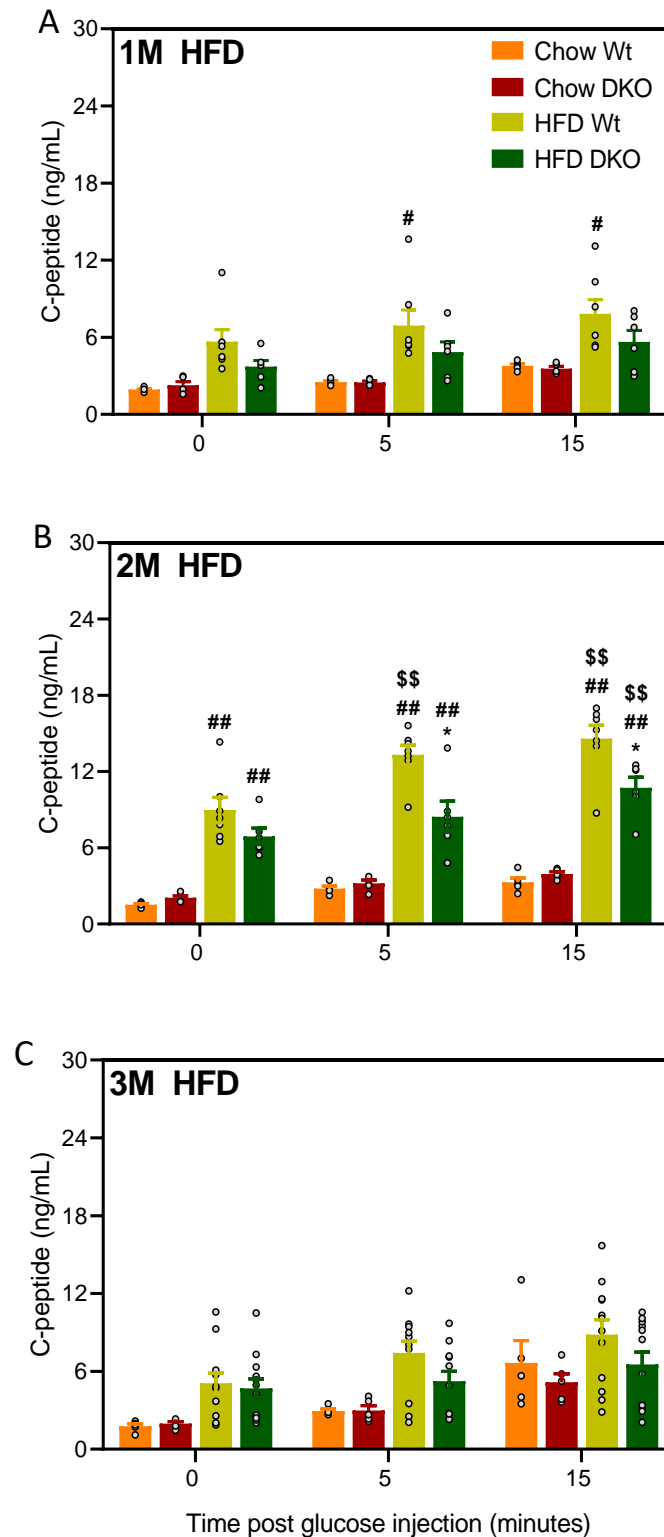 A
1M HFD
Chow Wt
Chow DKO
HFD Wt
HFD DKO
C-peptide (ng/mL)
30
24
18
12
6
0
#
#
0
5
15
B
2M HFD
C-peptide (ng/mL)
30
24
18
12
6
0
##
##
$$
##
##
*
$$
##
$$
##
*
0
5
15
C
3M HFD
C-peptide (ng/mL)
30
24
18
12
6
0
0
5
15
Time post glucose injection (minutes)